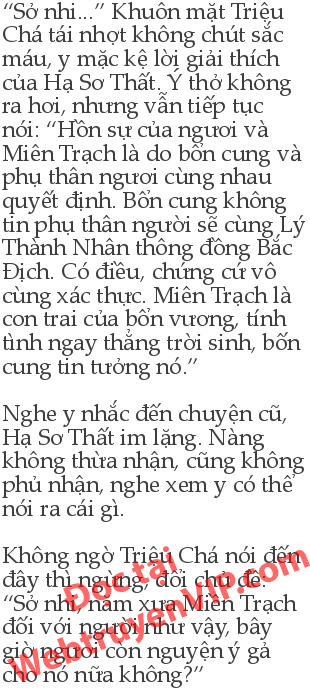 “Sở nhi...” Khuôn mặt Triệu
Chá tái nhợt không chút sắc
máu, y mặc kệ lời giải thích
của Hạ Sơ Thất. Ý thở không
ra hơi, nhưng vẫn tiếp tục
nói: “Hồn sự của ngươi và
Miên Trạch là do bổn cung và
phụ thân ngươi cùng nhau
quyết định. Bổn cung không
tin phụ thân người sẽ cùng Lý
Thành Nhân thông đồng Bắc
Địch. Có điều, chứng cứ vô
cùng xác thực. Miên Trạch là
con trai của bổn vương, tính
tình ngay thẳng trời sinh, bốn
cung tin tưởng nó.”
Nghe y nhắc đến chuyện cũ,
Hạ Sơ Thất im lặng. Nàng
không thừa nhận, cũng không
phủ nhận, nghe xem y có thể
nói ra cái gì.
Không ngờ Triệu Chá nói đến
đây thì ngừng, đổi chủ đề:
“Sở nhi, năm xưa Miên Trạch
đối với người như vậy, bây
giờ người còn nguyện ý gả
cho nó nữa không?”
Đọc tại
Webtruyenvip.com